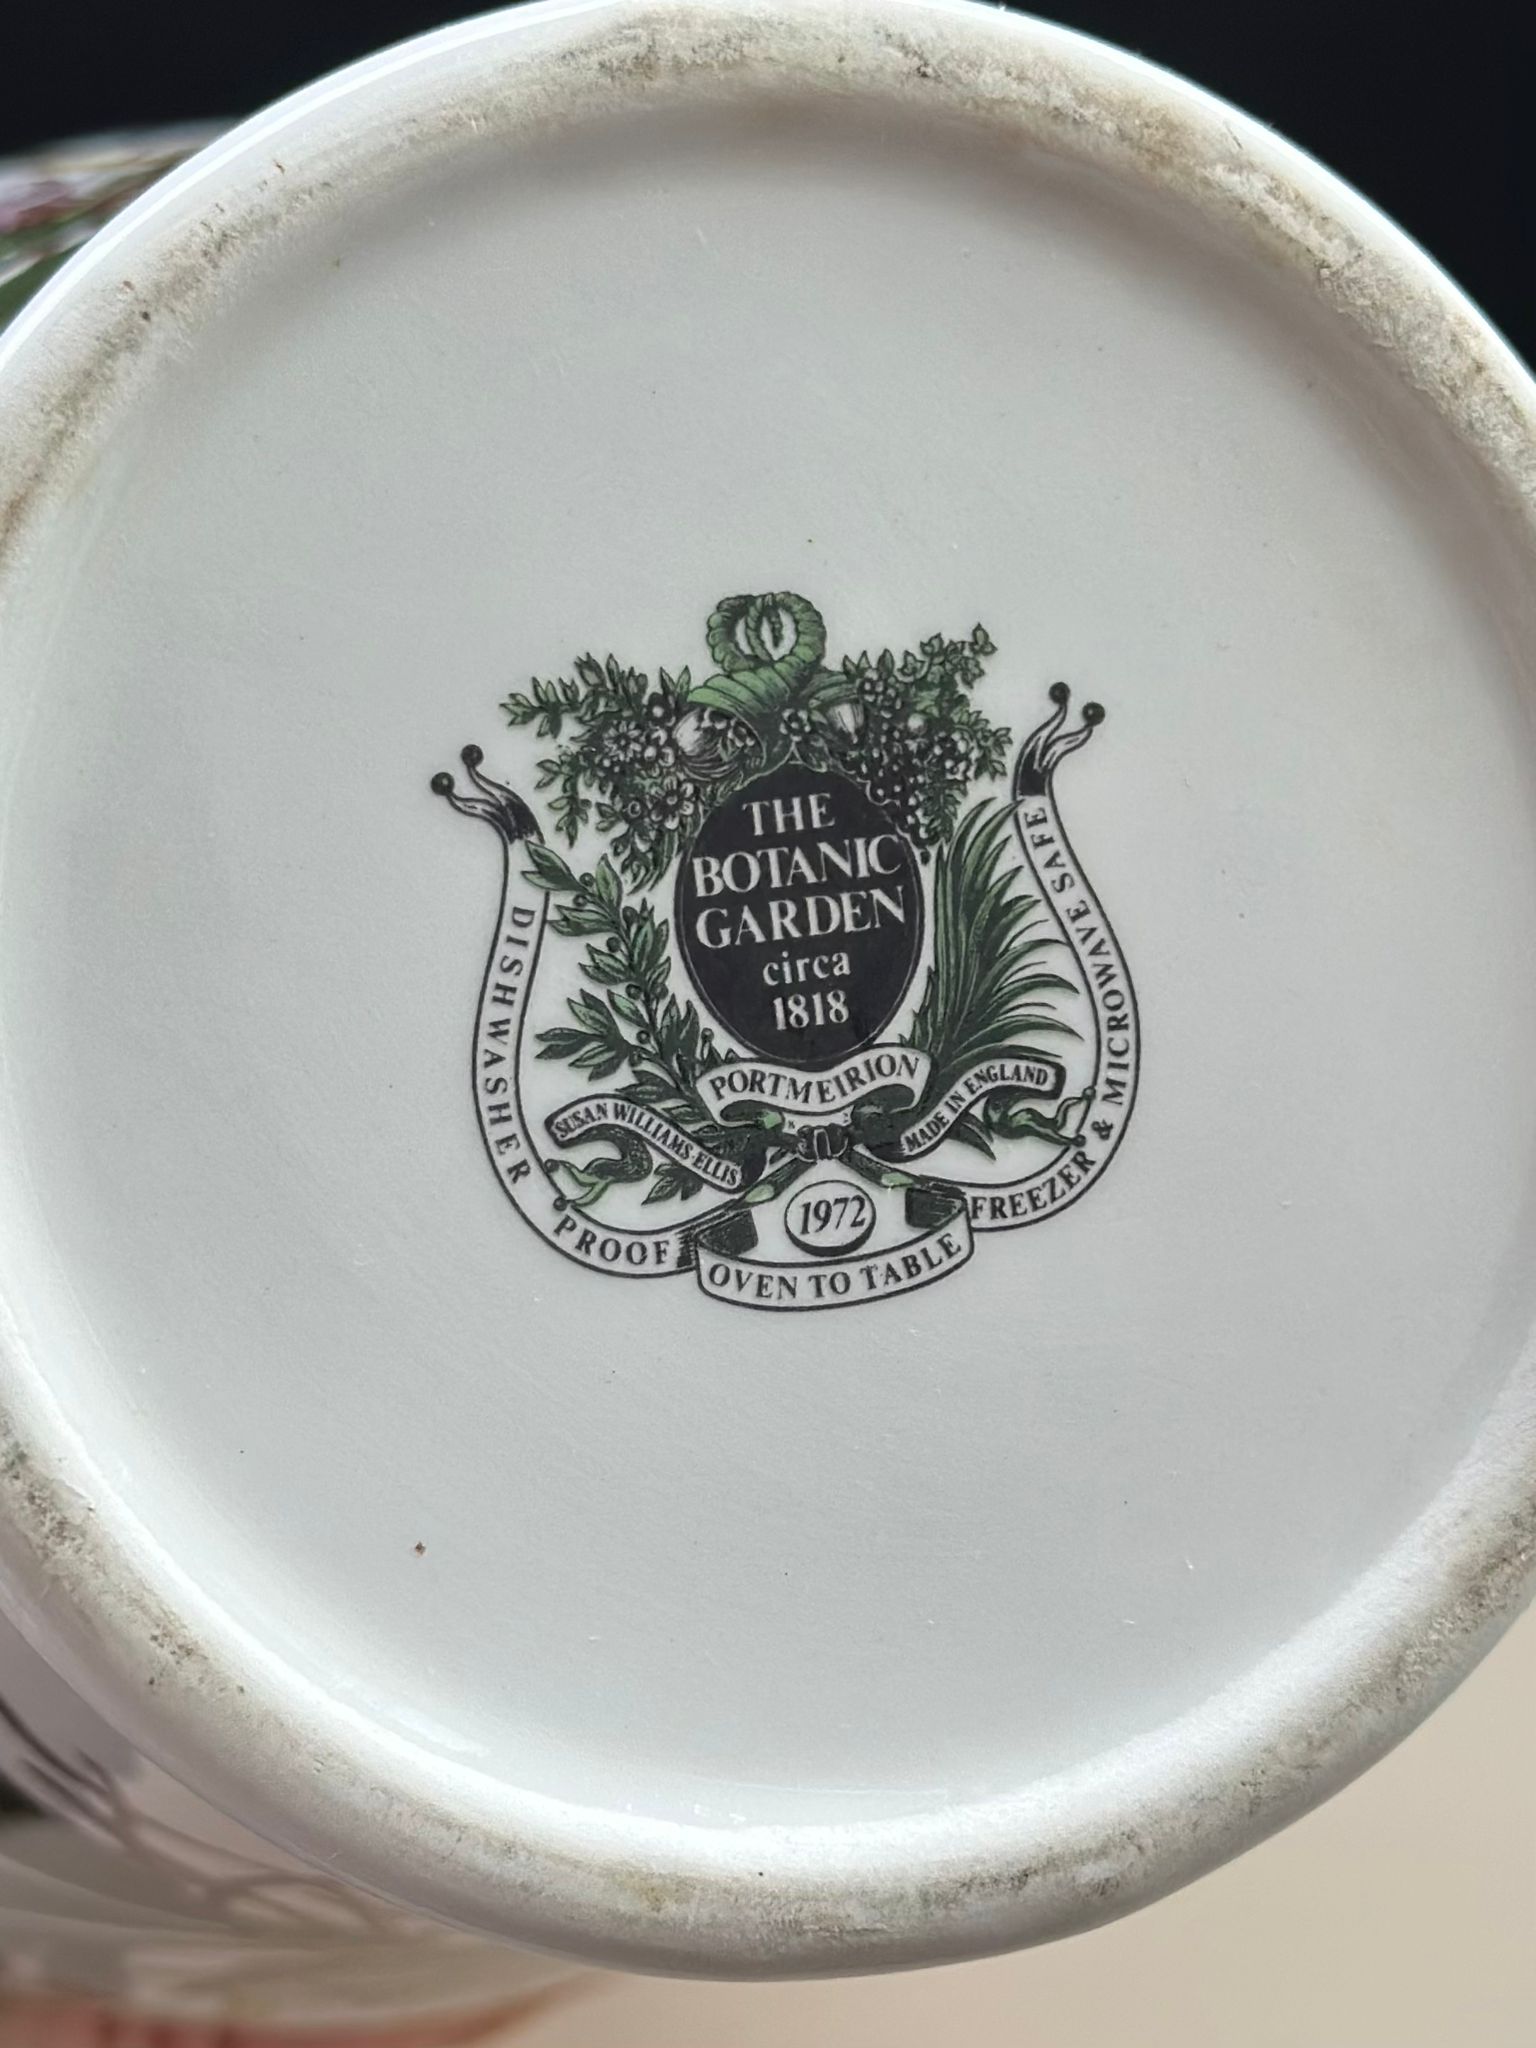 THE
BOTANIC
GARDEN
circa
1818
PORTMEIRION
SUSAN WILLIAMS-ELLIS
MADE IN ENGLAND
1972
DISHWASHER PROOF
OVEN TO TABLE
FREEZER & MICROWAVE SAFE